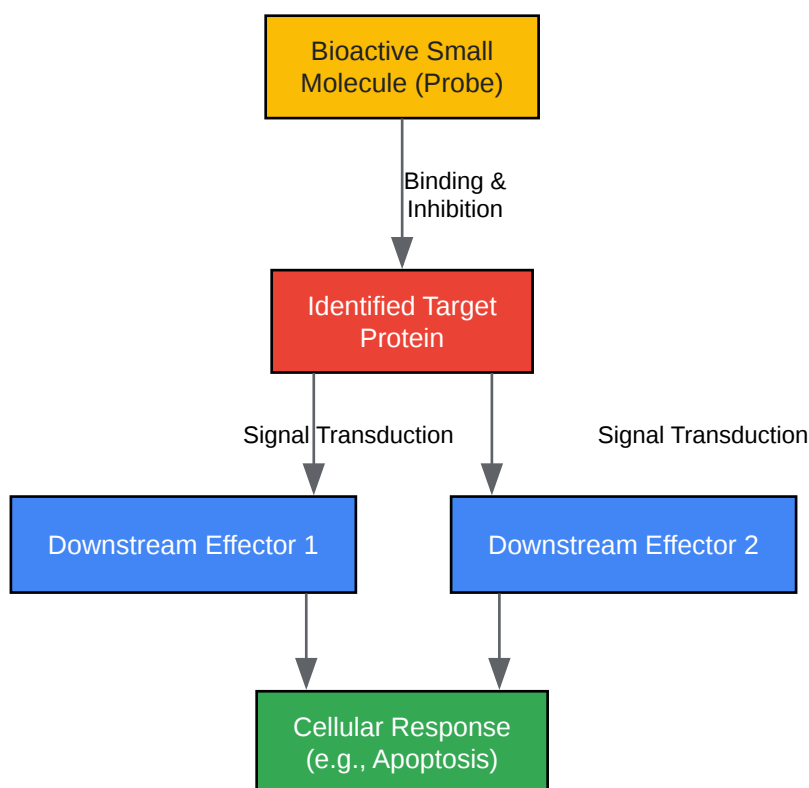 Bioactive Small
Molecule (Probe)
Binding &
Inhibition
Identified Target
Protein
Signal Transduction
Signal Transduction
Downstream Effector 1
Downstream Effector 2
Cellular Response
(e.g., Apoptosis)